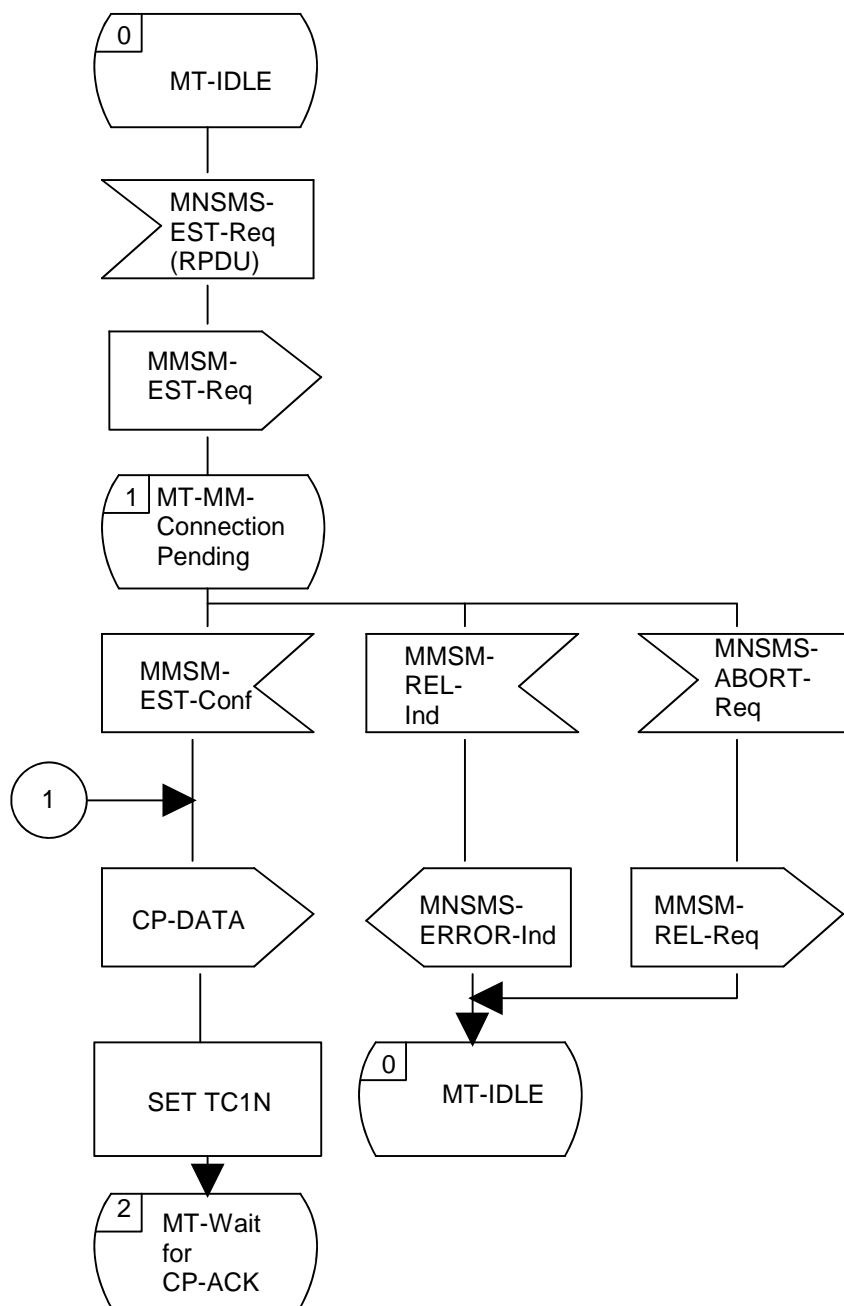 0
MT-IDLE
MNSMS-
EST-Req
(RPDU)
MMSM-
EST-Req
1
MT-MM-
Connection
Pending
MMSM-
EST-Conf
MMSM-
REL-
Ind
MNSMS-
ABORT-
Req
1
CP-DATA
MNSMS-
ERROR-Ind
MMSM-
REL-Req
SET TC1N
0
MT-IDLE
2
MT-Wait
for
CP-ACK